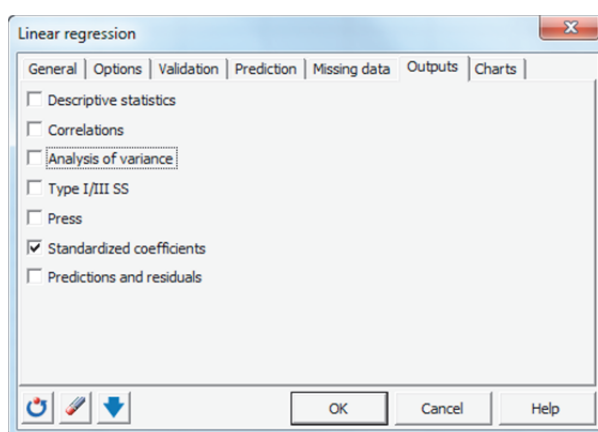 Linear regression
General Options Validation Prediction Missing data Outputs Charts
Descriptive statistics
Correlations
Analysis of variance
Type I/III SS
Press
Standardized coefficients
Predictions and residuals
OK Cancel Help